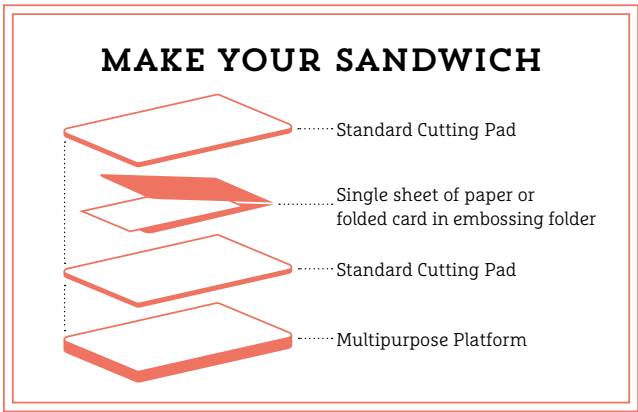 MAKE YOUR SANDWICH
Standard Cutting Pad
Single sheet of paper or
folded card in embossing folder
Standard Cutting Pad
Multipurpose Platform